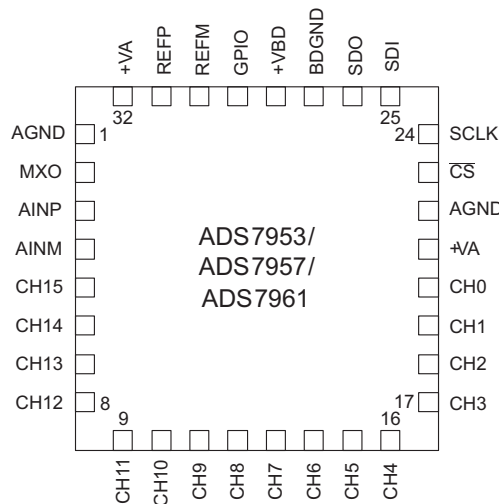 +VA
REFP
REFM
GPIO
+VBD
BDGND
SDO
SDI
32
25
AGND
1
24
SCLK
MXO
CS
AINP
AGND
AINM
+VA
ADS7953/
ADS7957/
ADS7961
CH15
CH0
CH14
CH1
CH13
CH2
CH12
8
17
CH3
9
16
CH11
CH10
CH9
CH8
CH7
CH6
CH5
CH4